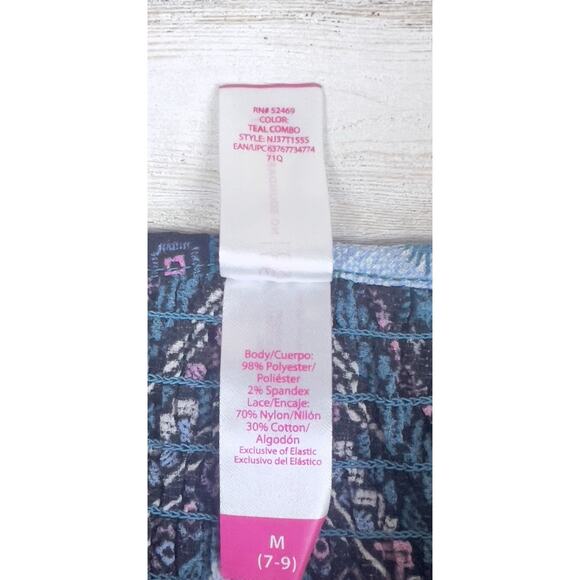 RN# 52469
COLOR:
TEAL COMBO
STYLE: NJ37T1555
EAN/UPC 63767734774
71Q
Body/Cuerpo:
98% Polyester/
Poliéster
2% Spandex
Lace/Encaje:
70% Nylon/Nilón
30% Cotton/
Algodón
Exclusive of Elastic
Exclusivo del Elástico
M
(7-9)